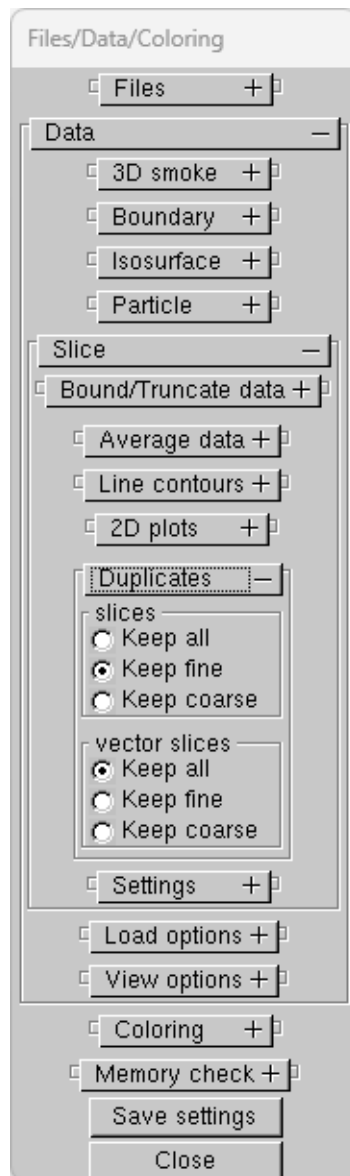 Files/Data/Coloring
Files +
Data −
3D smoke +
Boundary +
Isosurface +
Particle +
Slice −
Bound/Truncate data +
Average data +
Line contours +
2D plots +
Duplicates −
slices
Keep all
Keep fine
Keep coarse
vector slices
Keep all
Keep fine
Keep coarse
Settings +
Load options +
View options +
Coloring +
Memory check +
Save settings
Close